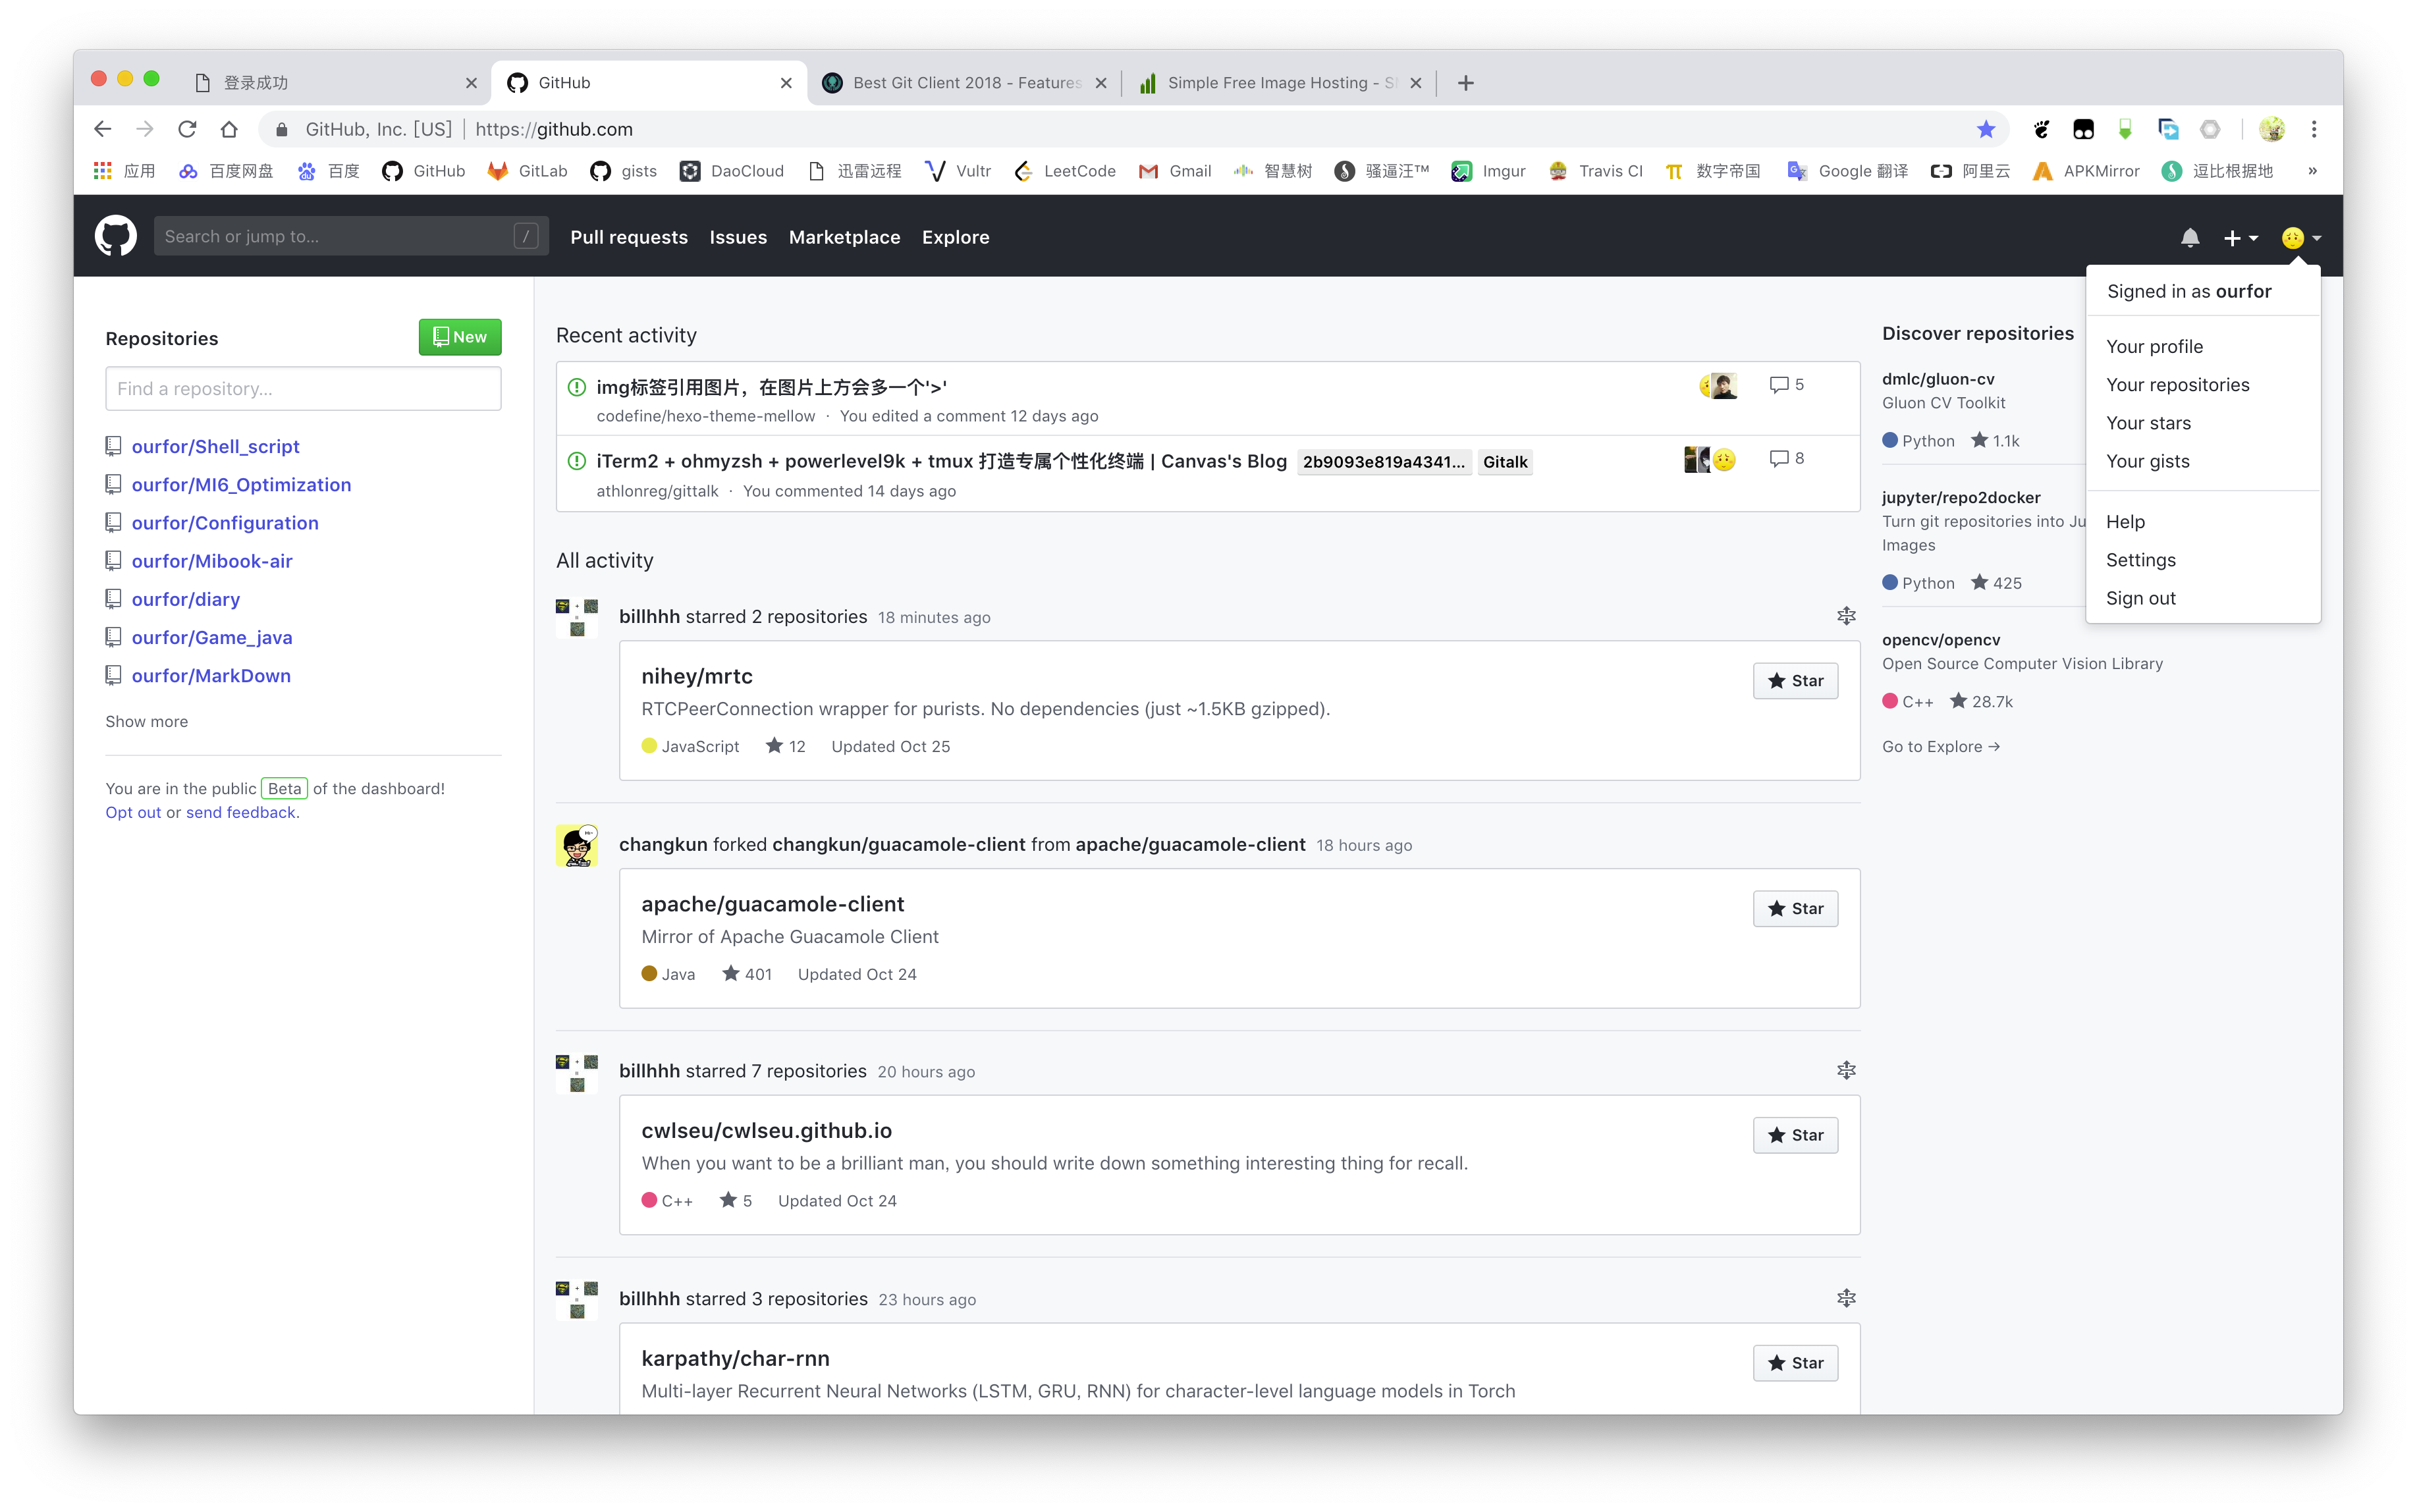 登录成功
GitHub
Best Git Client 2018 - Features
Simple Free Image Hosting - S
GitHub, Inc. [US]
https://github.com
应用
百度网盘
百度
GitHub
GitLab
gists
DaoCloud
迅雷远程
Vultr
LeetCode
Gmail
智慧树
骚逼汪™
Imgur
Travis CI
数字帝国
Google 翻译
阿里云
APKMirror
逗比根据地
»
Search or jump to...
/
Pull requests
Issues
Marketplace
Explore
Signed in as ourfor
Your profile
Your repositories
Your stars
Your gists
Help
Settings
Sign out
Repositories
New
Find a repository...
ourfor/Shell_script
ourfor/MI6_Optimization
ourfor/Configuration
ourfor/Mibook-air
ourfor/diary
ourfor/Game_java
ourfor/MarkDown
Show more
You are in the public Beta of the dashboard!
Opt out or send feedback.
Recent activity
img标签引用图片，在图片上方会多一个'>'
5
codefine/hexo-theme-mellow · You edited a comment 12 days ago
iTerm2 + ohmyzsh + powerlevel9k + tmux 打造专属个性化终端 | Canvas's Blog 2b9093e819a4341... Gitalk
8
athlonreg/gittalk · You commented 14 days ago
All activity
billhhh starred 2 repositories 18 minutes ago
nihey/mrtc
Star
RTCPeerConnection wrapper for purists. No dependencies (just ~1.5KB gzipped).
JavaScript 12 Updated Oct 25
changkun forked changkun/guacamole-client from apache/guacamole-client 18 hours ago
apache/guacamole-client
Star
Mirror of Apache Guacamole Client
Java 401 Updated Oct 24
billhhh starred 7 repositories 20 hours ago
cwlseu/cwlseu.github.io
Star
When you want to be a brilliant man, you should write down something interesting thing for recall.
C++ 5 Updated Oct 24
billhhh starred 3 repositories 23 hours ago
karpathy/char-rnn
Star
Multi-layer Recurrent Neural Networks (LSTM, GRU, RNN) for character-level language models in Torch
Discover repositories
dmlc/gluon-cv
Gluon CV Toolkit
Python 1.1k
jupyter/repo2docker
Turn git repositories into Ju
Images
Python 425
opencv/opencv
Open Source Computer Vision Library
C++ 28.7k
Go to Explore →